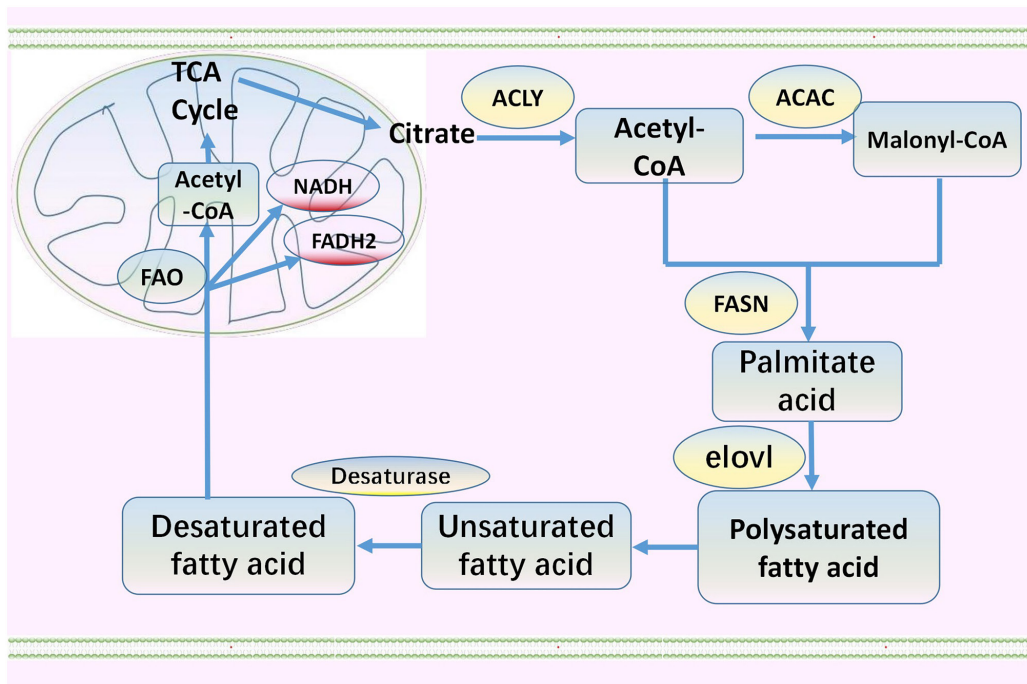 TCA
Cycle
Citrate
ACLY
Acetyl-
CoA
ACAC
Malonyl-CoA
Acetyl
-CoA
NADH
FADH2
FAO
FASN
Palmitate
acid
elovl
Polysaturated
fatty acid
Unsaturated
fatty acid
Desaturase
Desaturated
fatty acid